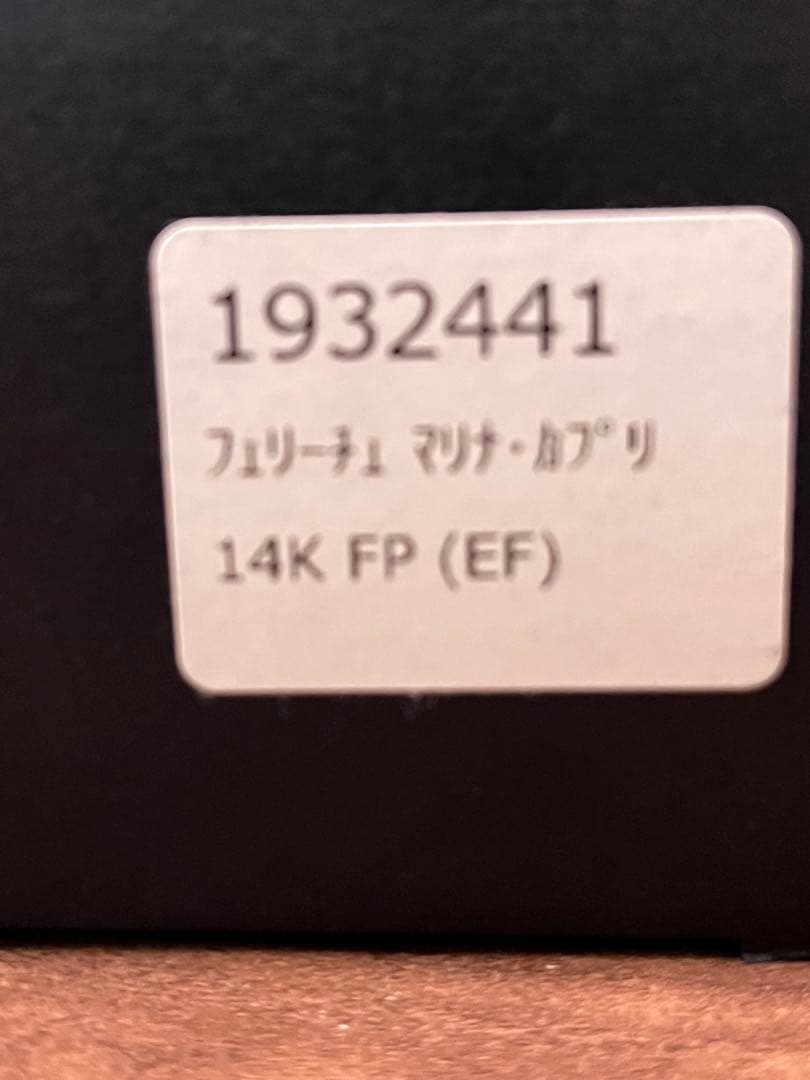 1932441
ﾌｪﾘｰﾁｪ ﾏﾘﾅ･ｶﾌﾟﾘ
14K FP (EF)